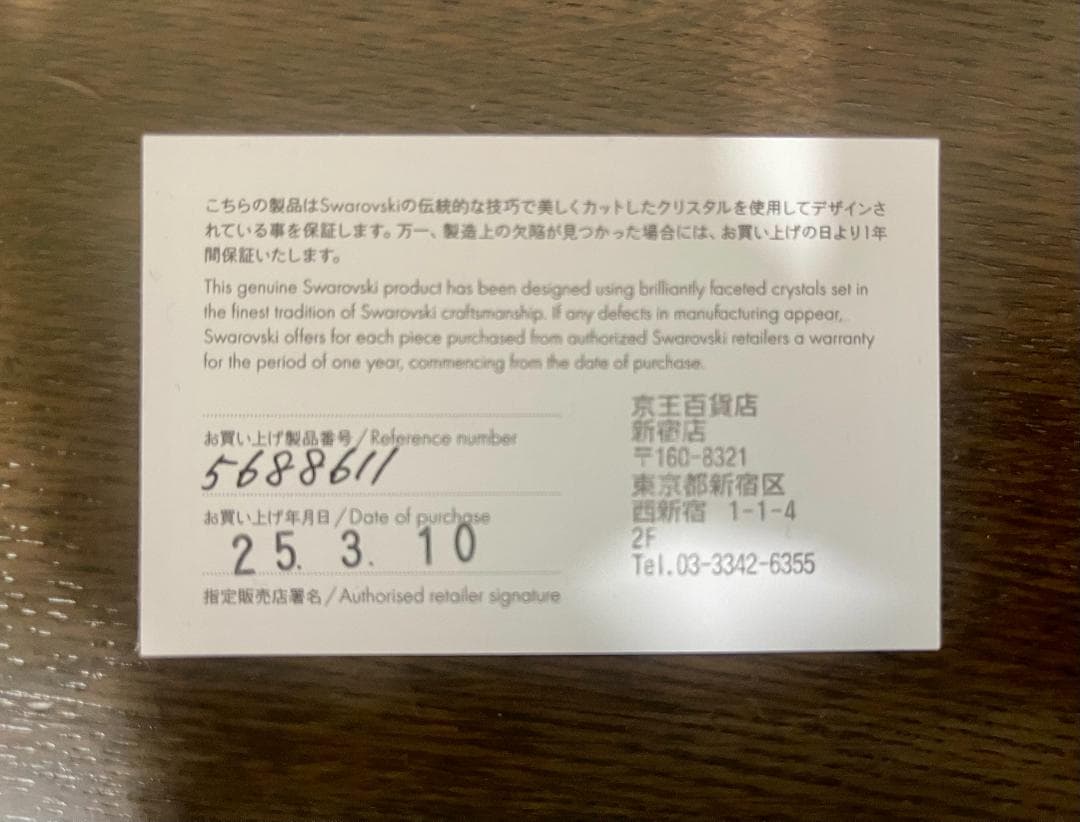 こちらの製品はSwarovskiの伝統的な技巧で美しくカットしたクリスタルを使用してデザインさ
れている事を保証します。万一、製造上の欠陥が見つかった場合には、お買い上げの日より1年
間保証いたします。
This genuine Swarovski product has been designed using brilliantly faceted crystals set in
the finest tradition of Swarovski craftsmanship. If any defects in manufacturing appear,
Swarovski offers for each piece purchased from authorized Swarovski retailers a warranty
for the period of one year, commencing from the date of purchase.
お買い上げ製品番号/Reference number
5688611
お買い上げ年月日/Date of purchase
25. 3. 10
指定販売店署名/Authorised retailer signature
京王百貨店
新宿店
〒160-8321
東京都新宿区
西新宿 1-1-4
2F
Tel.03-3342-6355